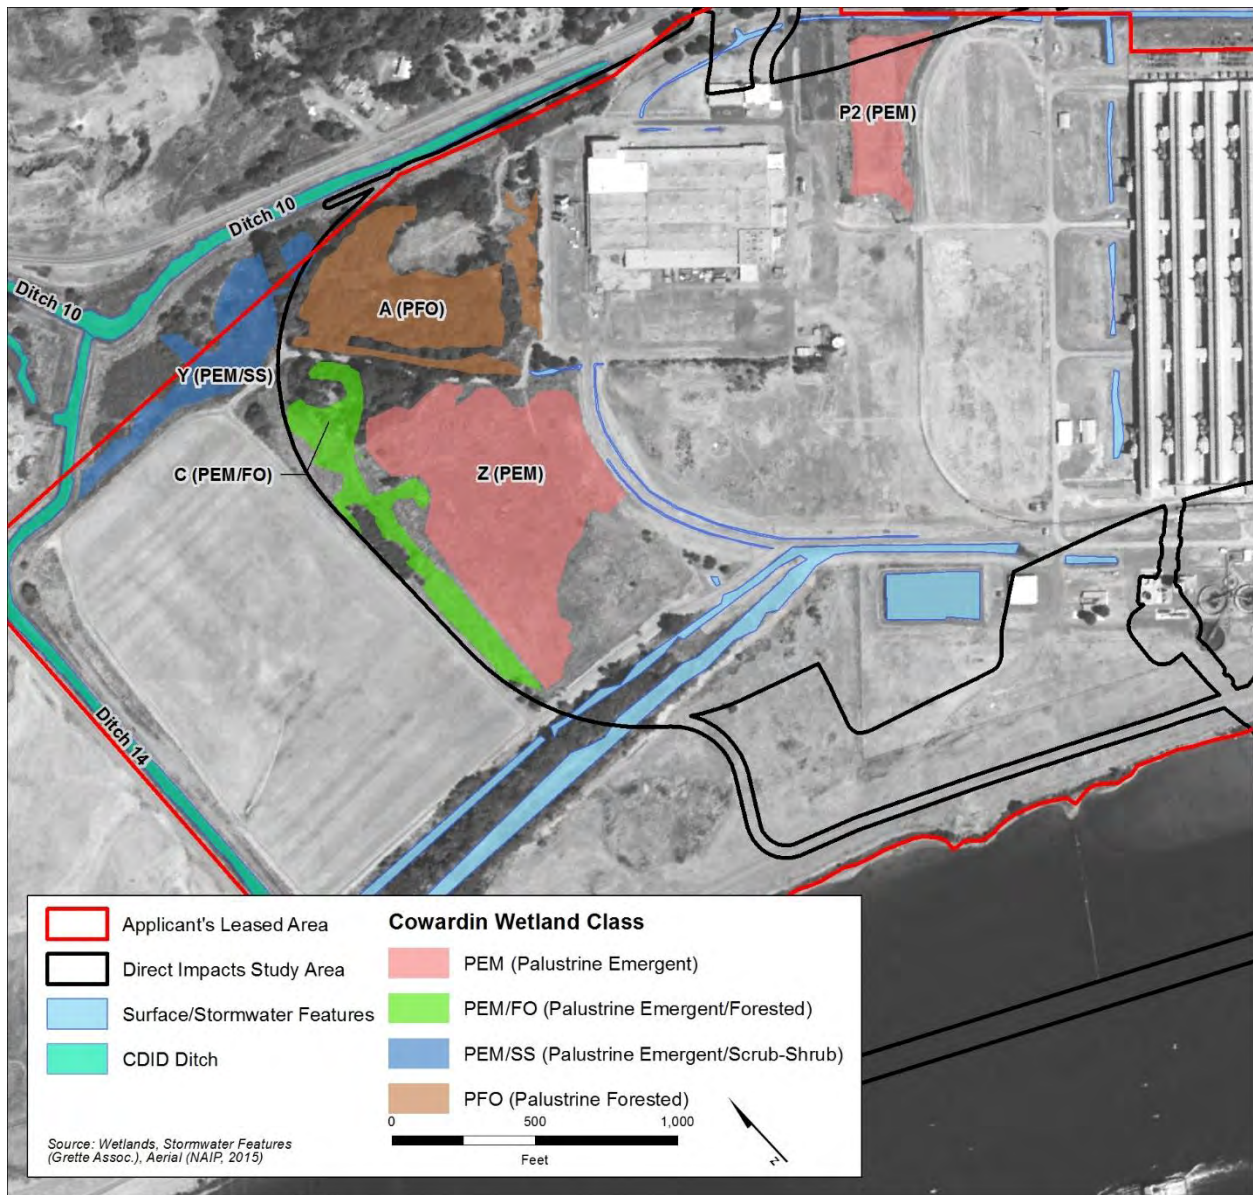 P2 (PEM)
Ditch 10
Ditch 10
A (PFO)
Y (PEM/SS)
C (PEM/FO)
Z (PEM)
Ditch 14
Applicant's Leased Area
Direct Impacts Study Area
Surface/Stormwater Features
CDID Ditch
Source: Wetlands, Stormwater Features
(Grette Assoc.), Aerial (NAIP, 2015)
Cowardin Wetland Class
PEM (Palustrine Emergent)
PEM/FO (Palustrine Emergent/Forested)
PEM/SS (Palustrine Emergent/Scrub-Shrub)
PFO (Palustrine Forested)
0 500 1,000
Feet
N